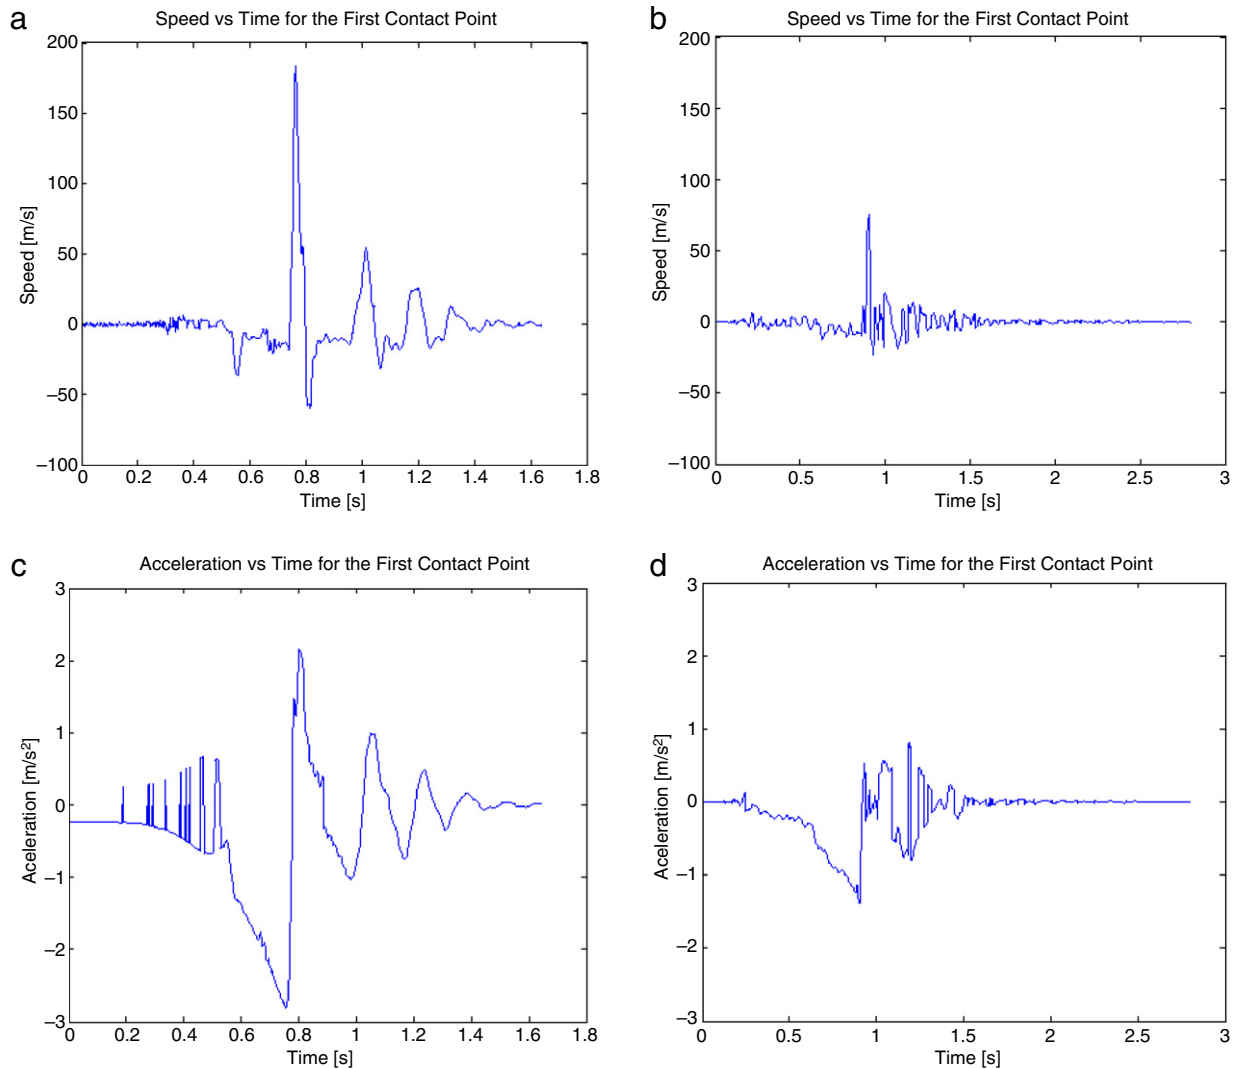 a
Speed vs Time for the First Contact Point
200
150
100
50
0
–50
–100
Speed [m/s]
0 0.2 0.4 0.6 0.8 1 1.2 1.4 1.6 1.8
Time [s]
b
Speed vs Time for the First Contact Point
200
150
100
50
0
–50
–100
Speed [m/s]
0 0.5 1 1.5 2 2.5 3
Time [s]
c
Acceleration vs Time for the First Contact Point
3
2
1
0
–1
–2
–3
Aceleration [m/s²]
0 0.2 0.4 0.6 0.8 1 1.2 1.4 1.6 1.8
Time [s]
d
Acceleration vs Time for the First Contact Point
3
2
1
0
–1
–2
–3
Aceleration [m/s²]
0 0.5 1 1.5 2 2.5 3
Time [s]